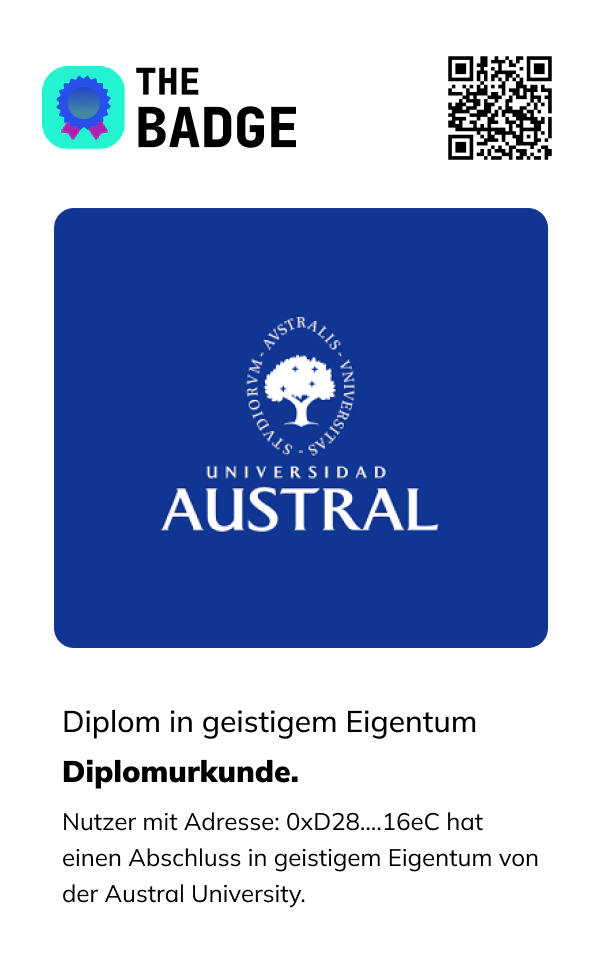 THE
BADGE
STVDIORVM - AVSTRALIS - VNIVERSITAS -
UNIVERSIDAD
AUSTRAL
Diplom in geistigem Eigentum
Diplomurkunde.
Nutzer mit Adresse: 0xD28....16eC hat
einen Abschluss in geistigem Eigentum von
der Austral University.